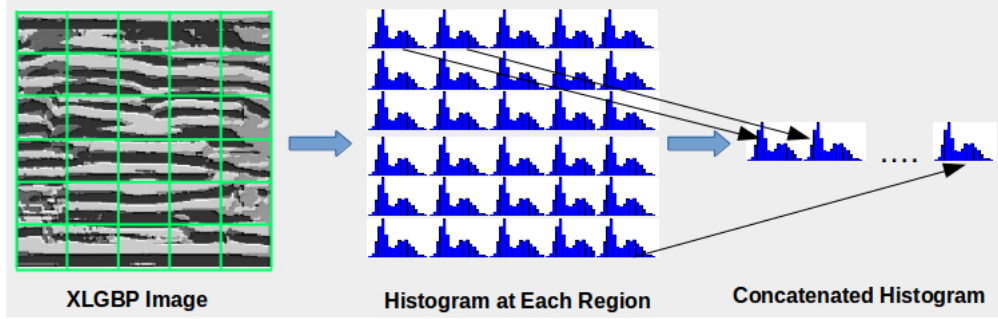 ....
XLGBP Image
Histogram at Each Region
Concatenated Histogram